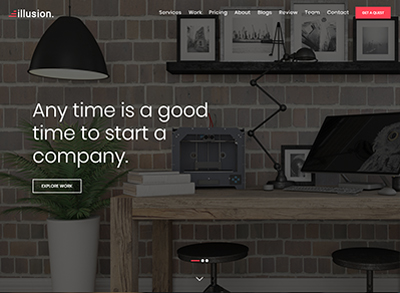 illusion.
Services Work Pricing About Blogs Review Team Contact
GET A QUOT
Any time is a good
time to start a
company.
EXPLORE WORK